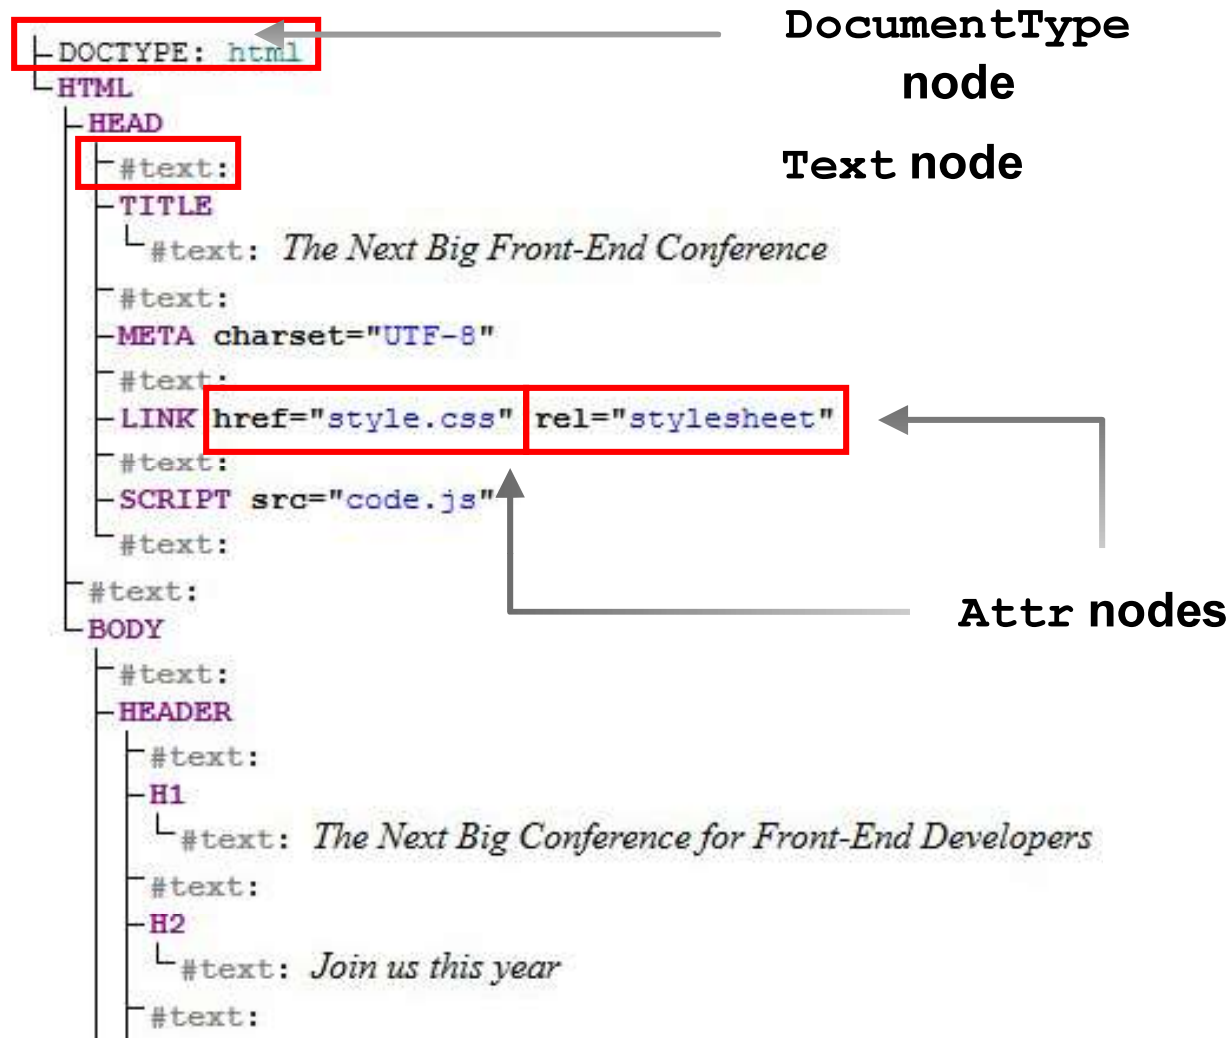 DocumentType
node
DOCTYPE: html
HTML
HEAD
Text node
#text:
TITLE
#text: The Next Big Front-End Conference
#text:
META charset="UTF-8"
#text:
LINK href="style.css" rel="stylesheet"
#text:
SCRIPT src="code.js"
#text:
#text:
Attr nodes
BODY
#text:
HEADER
#text:
H1
#text: The Next Big Conference for Front-End Developers
#text:
H2
#text: Join us this year
#text: